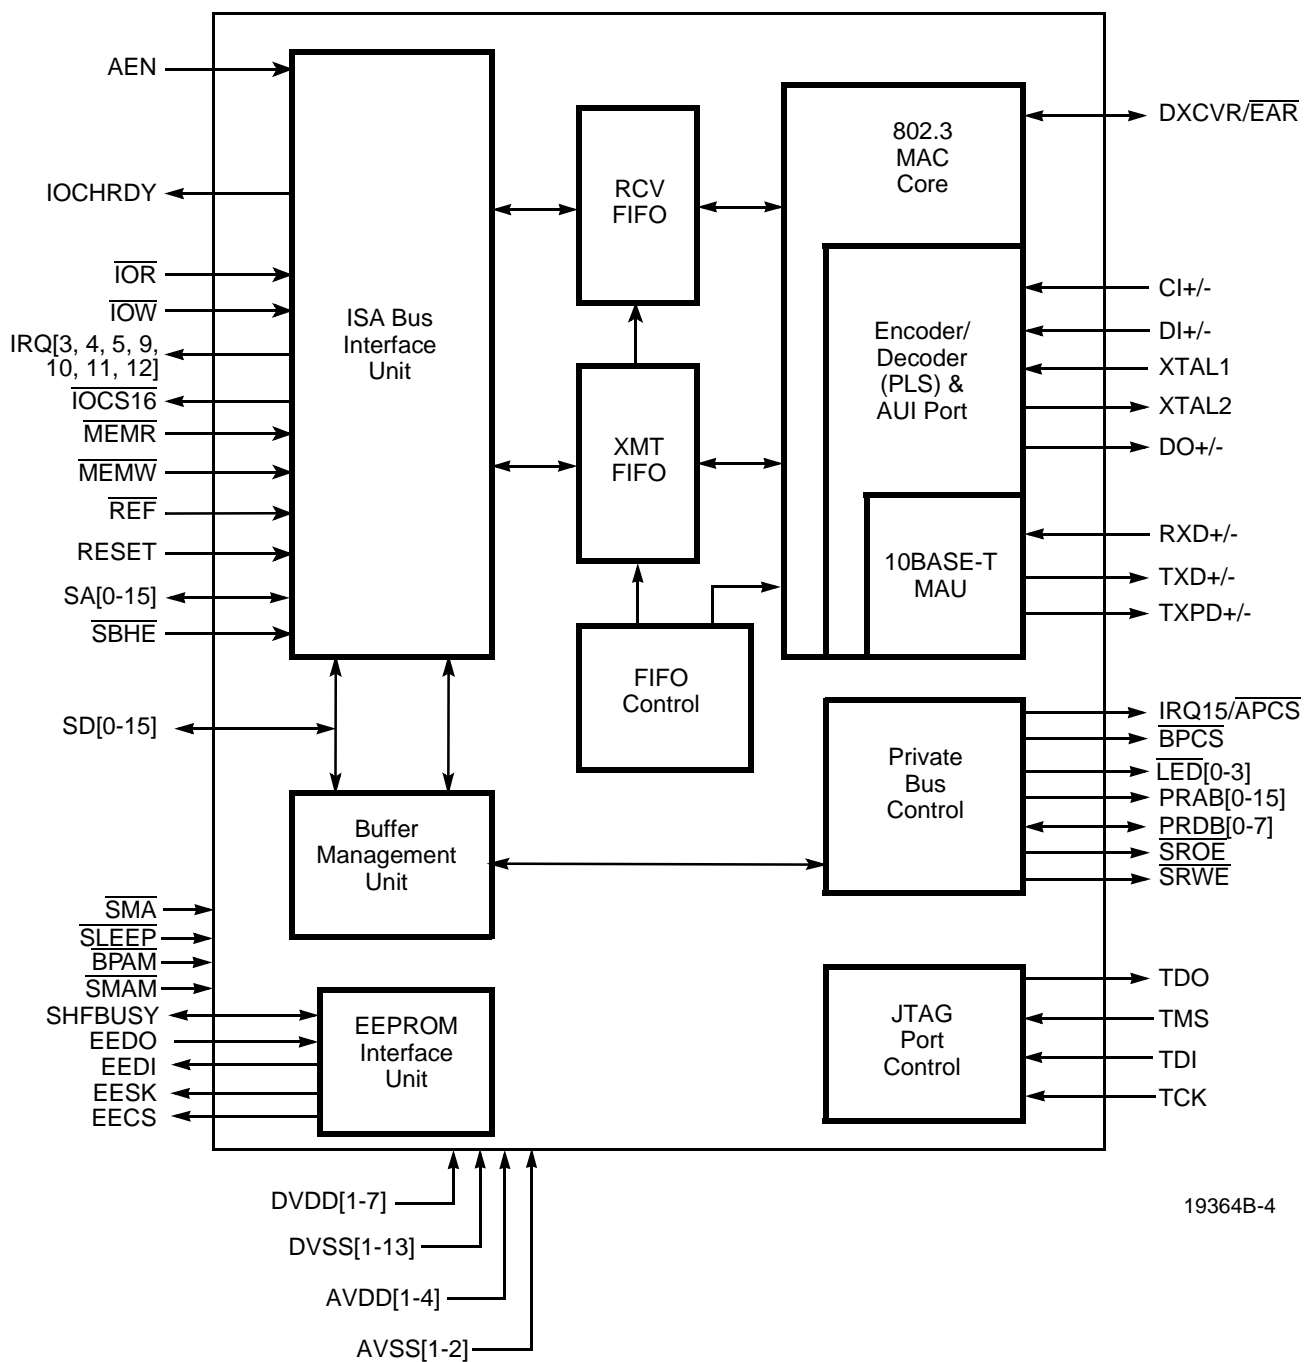 AEN
IOCHRDY
IOR
IOW
IRQ[3, 4, 5, 9,
10, 11, 12]
IOCS16
MEMR
MEMW
REF
RESET
SA[0-15]
SBHE
SD[0-15]
SMA
SLEEP
BPAM
SMAM
SHFBUSY
EEDO
EEDI
EESK
EECS
ISA Bus
Interface
Unit
Buffer
Management
Unit
EEPROM
Interface
Unit
RCV
FIFO
XMT
FIFO
FIFO
Control
802.3
MAC
Core
Encoder/
Decoder
(PLS) &
AUI Port
10BASE-T
MAU
Private
Bus
Control
JTAG
Port
Control
DXCVR/EAR
CI+/-
DI+/-
XTAL1
XTAL2
DO+/-
RXD+/-
TXD+/-
TXPD+/-
IRQ15/APCS
BPCS
LED[0-3]
PRAB[0-15]
PRDB[0-7]
SROE
SRWE
TDO
TMS
TDI
TCK
DVDD[1-7]
DVSS[1-13]
AVDD[1-4]
AVSS[1-2]
19364B-4